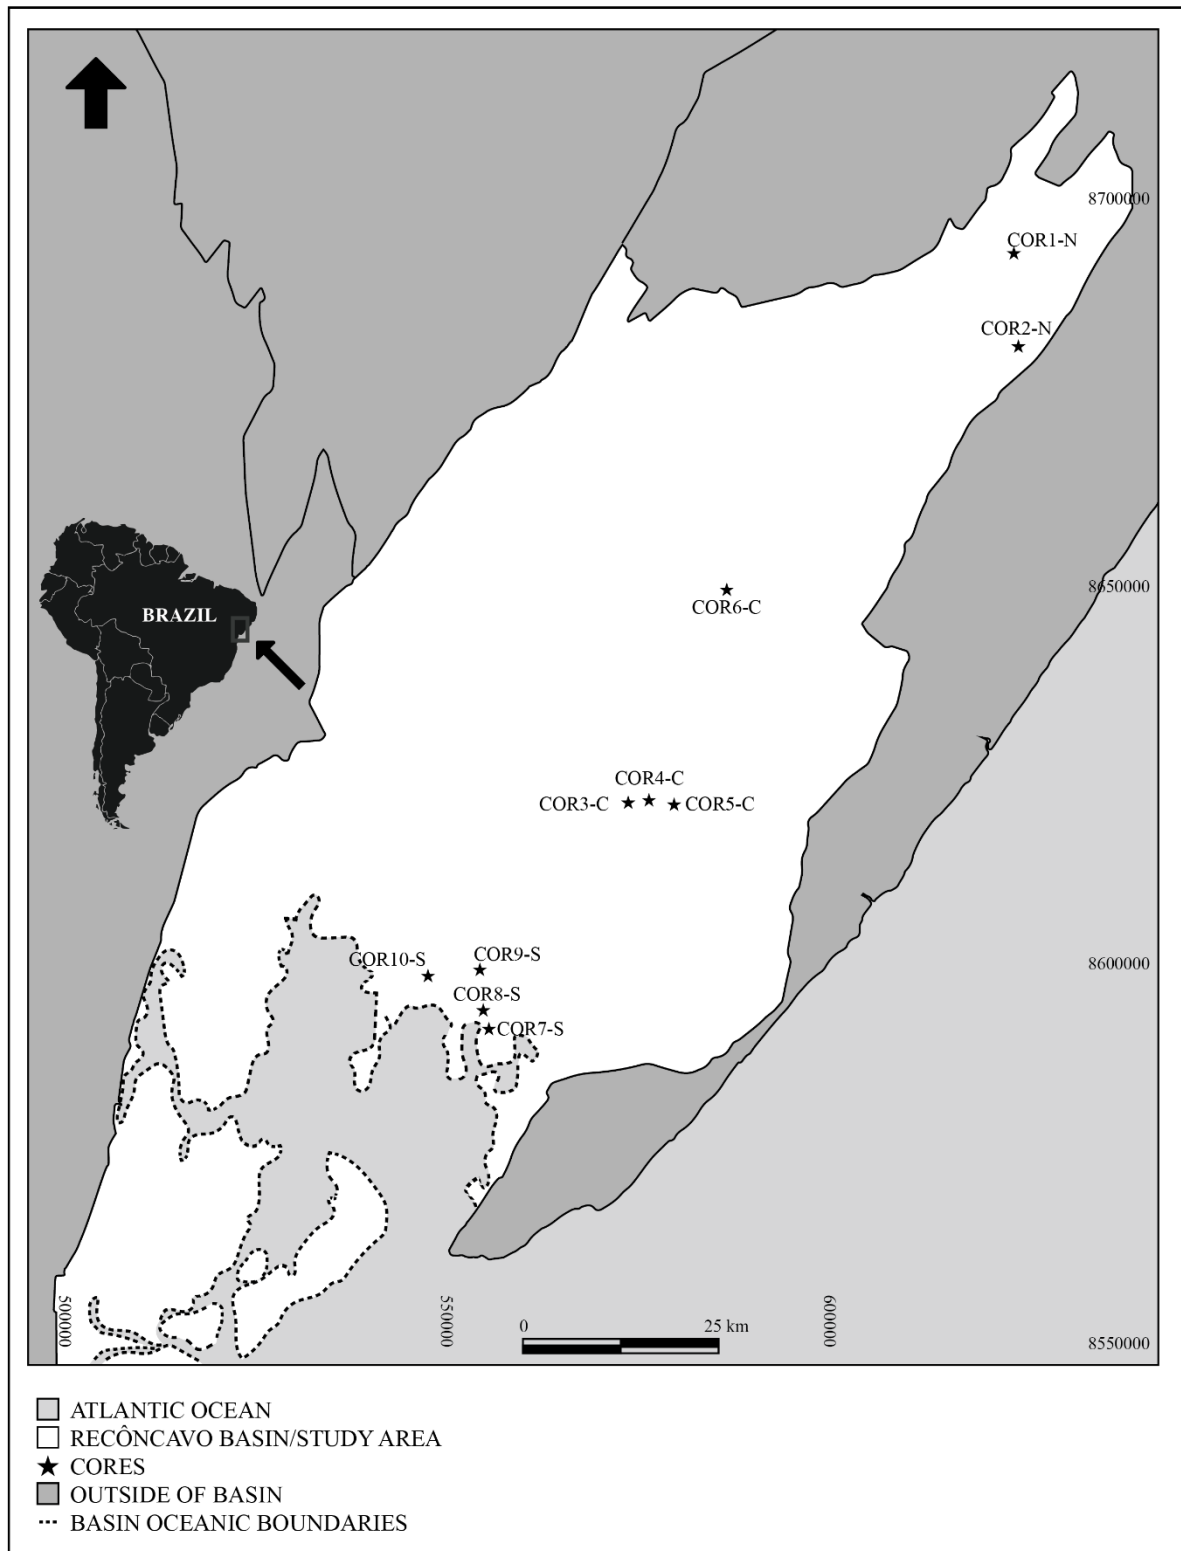 8700000
COR1-N
COR2-N
8650000
COR6-C
BRAZIL
COR4-C
COR3-C
COR5-C
COR9-S
COR10-S
8600000
COR8-S
COR7-S
500000
550000
600000
0 25 km
8550000
ATLANTIC OCEAN
RECÔNCAVO BASIN/STUDY AREA
CORES
OUTSIDE OF BASIN
BASIN OCEANIC BOUNDARIES